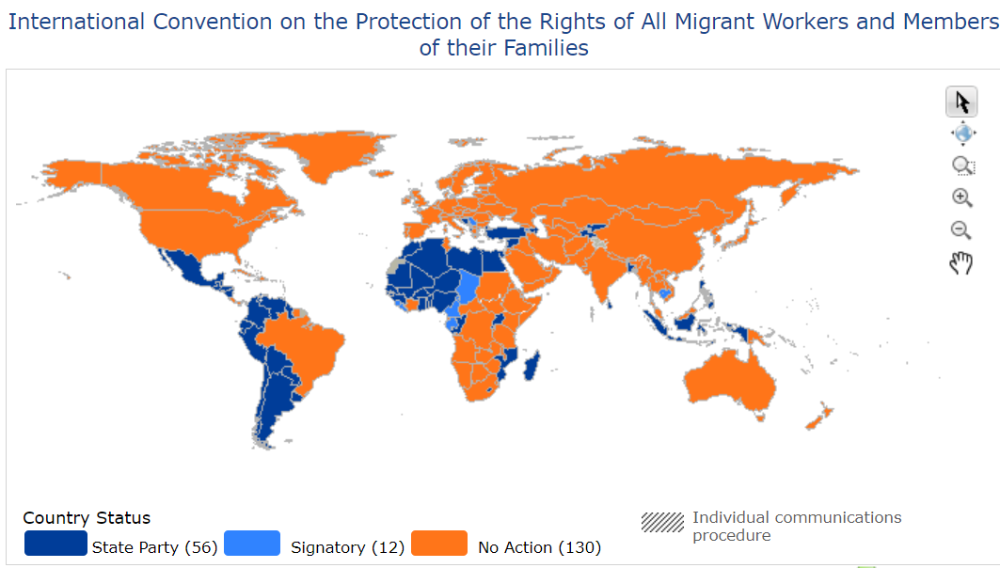 International Convention on the Protection of the Rights of All Migrant Workers and Members
of their Families
Country Status
State Party (56)
Signatory (12)
No Action (130)
Individual communications
procedure